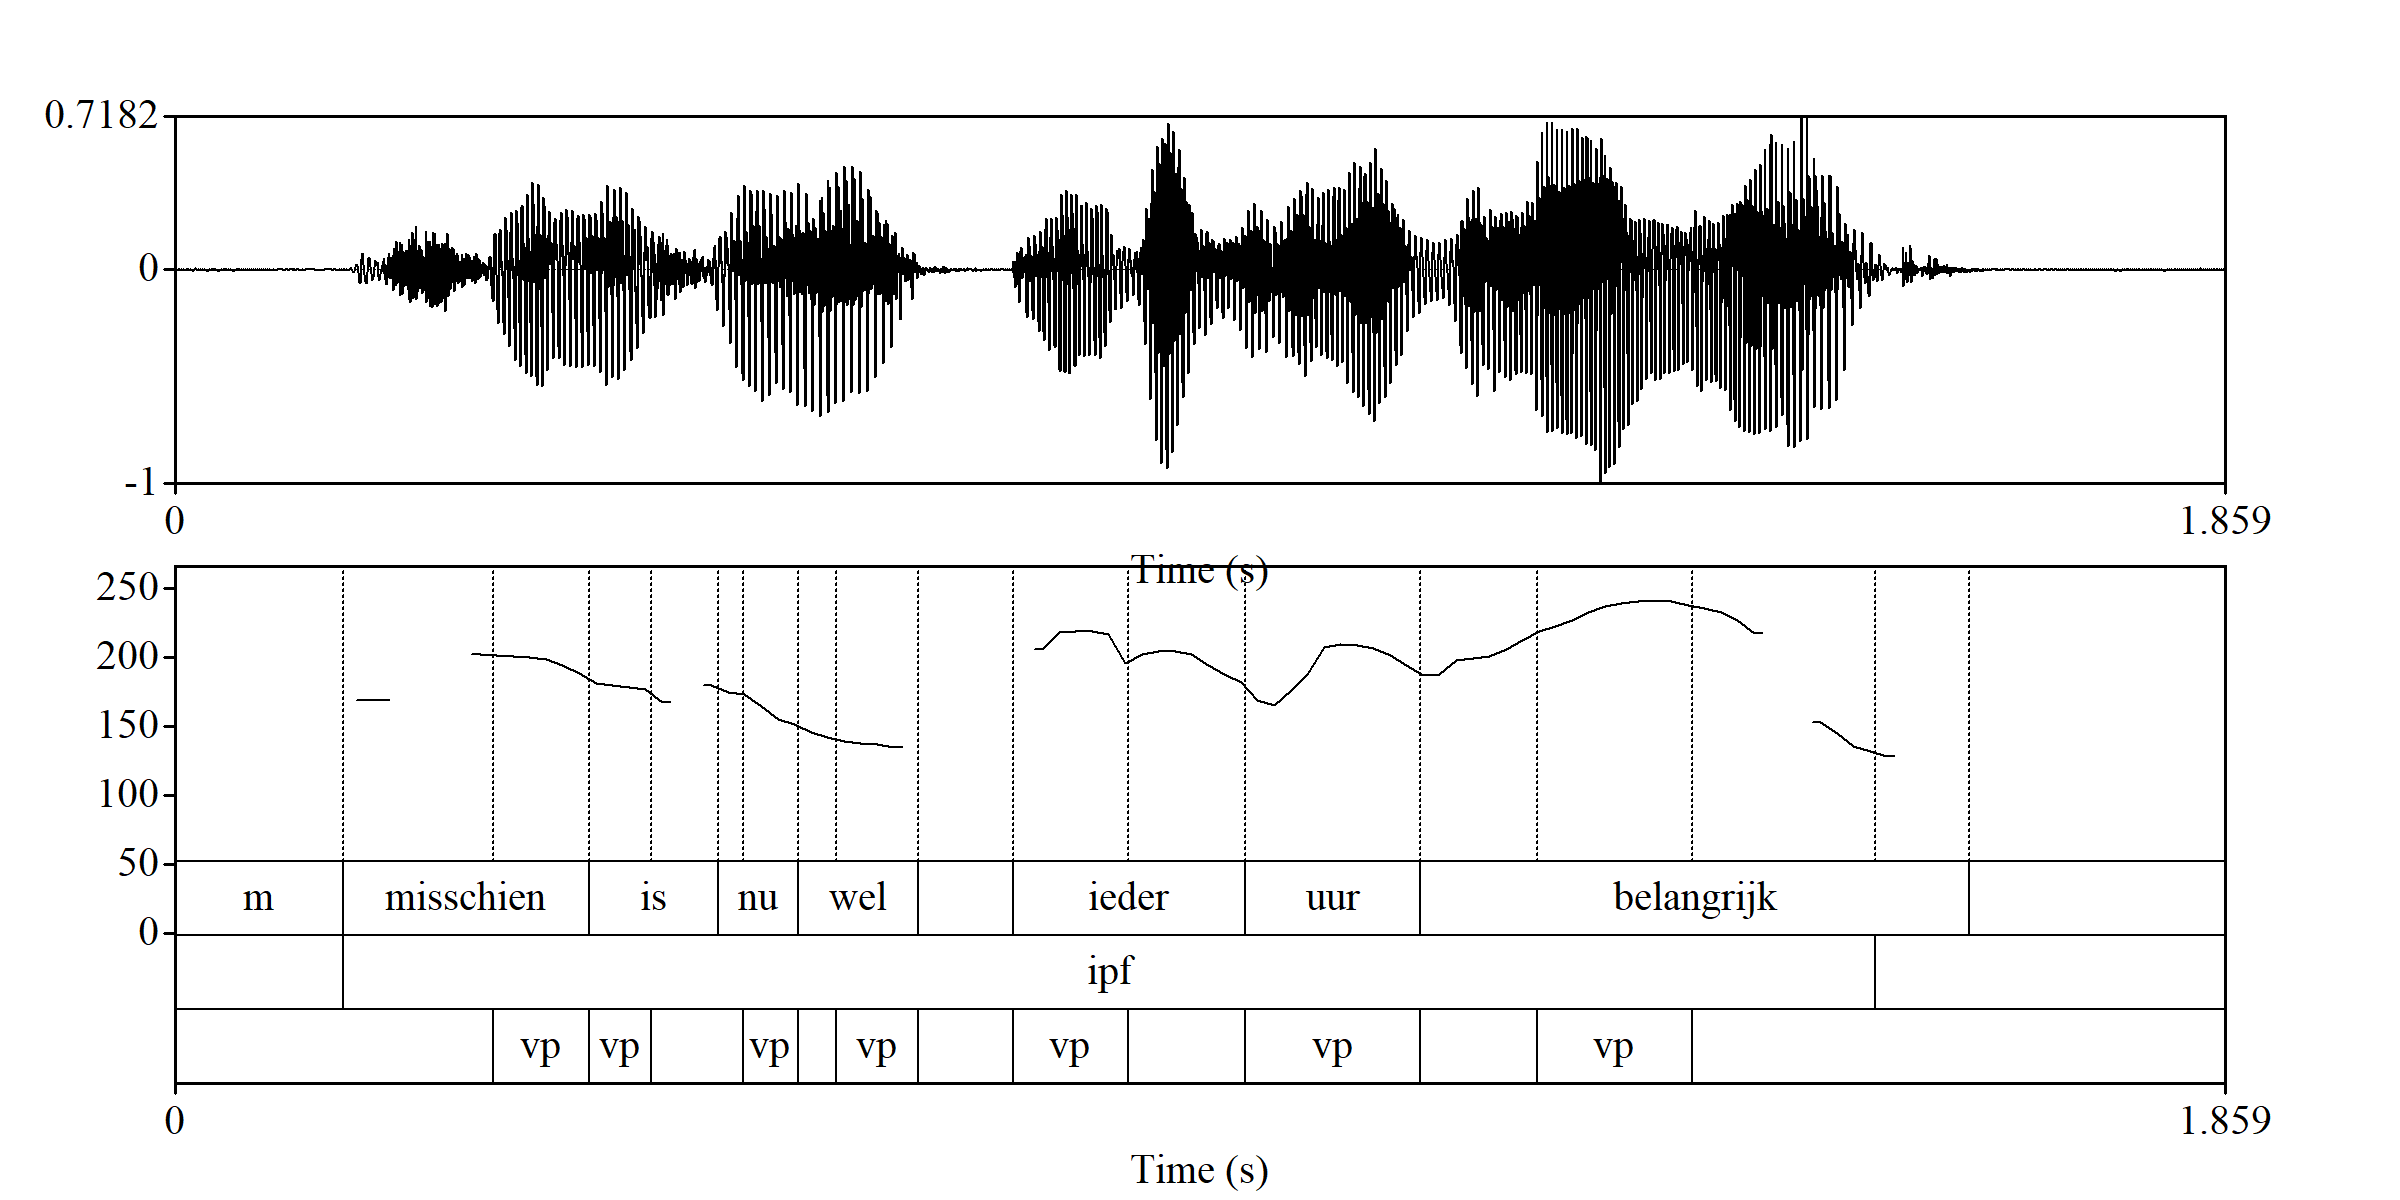 0.7182
0
-1
0 1.859
Time (s)
250
200
150
100
50
0
m misschien is nu wel ieder uur belangrijk
ipf
vp vp vp vp vp vp vp
0 1.859
Time (s)